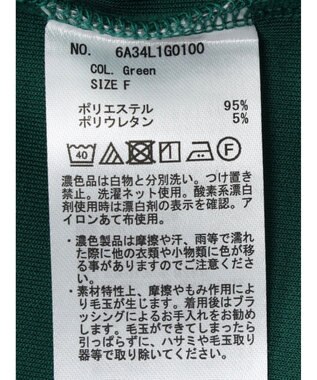 NO. 6A34L1G0100
COL. Green
SIZE F
ポリエステル 95%
ポリウレタン 5%
40 F
濃色品は白物と分別洗い。つけ置き
禁止。洗濯ネット使用。酸素系漂白
剤使用時は漂白剤の表示を確認。ア
イロンあて布使用。
・濃色製品は摩擦や汗、雨等で濡れ
た際に他の衣類や小物類に色が移
る事がありますのでご注意くださ
い。
・素材特性上、摩擦やもみ作用によ
り毛玉が生じます。着用後はブラ
ッシングによるお手入れをお勧め
します。毛玉ができてしまったら
引っぱらずに、ハサミや毛玉取り
器等で取り除いてください。